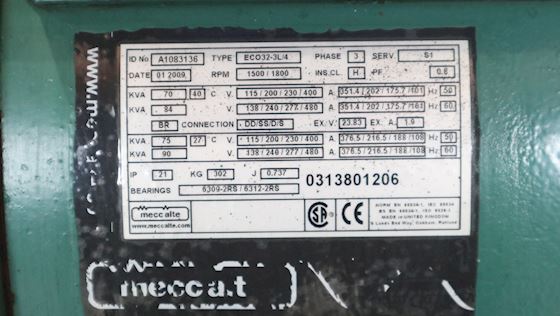 ID No A1083136 TYPE ECO32-3L/4 PHASE 3 SERV. S1
DATE 01 2009 RPM 1500 / 1800 INS.CL H PF 0.8
KVA 70 40 C V. 115 / 200 / 230 / 400 A. 351.4 / 202 / 175.7 / 101 Hz 50
KVA 84 V. 138 / 240 / 277 / 480 A. 351.4 / 202 / 175.7 / 101 Hz 60
BR CONNECTION DD/SS/D/S EX. V/ 23.83 EX. A. 1.9
KVA 75 27 C V. 115 / 200 / 230 / 400 A. 376.5 / 216.5 / 188 / 108 Hz 50
KVA 90 V. 138 / 240 / 277 / 480 A. 376.5 / 216.5 / 188 / 108 Hz 60
IP 21 KG 302 J 0.737 0313801206
BEARINGS 6309-2RS / 6312-2RS
mecc alte
www.meccalte.com
SA CE
MADE IN UNITED KINGDOM
mecc